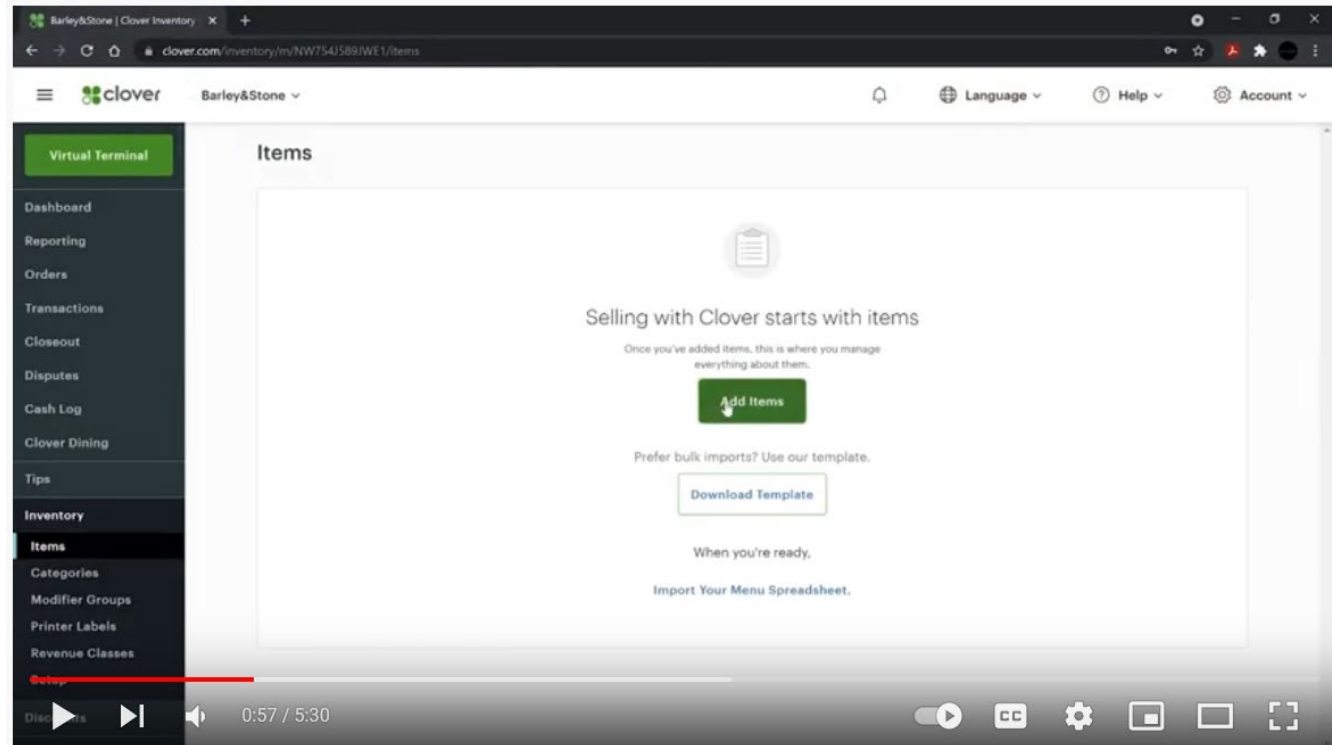 Barley&Stone | Clover Inventory
clover.com/inventory/m/NW754J589JWE1/items
clover
Barley&Stone
Language
Help
Account
Virtual Terminal
Items
Dashboard
Reporting
Orders
Transactions
Closeout
Disputes
Cash Log
Clover Dining
Tips
Inventory
Items
Categories
Modifier Groups
Printer Labels
Revenue Classes
Setup
Discounts
Selling with Clover starts with items
Once you've added items, this is where you manage
everything about them.
Add Items
Prefer bulk imports? Use our template.
Download Template
When you're ready,
Import Your Menu Spreadsheet.
0:57 / 5:30
CC